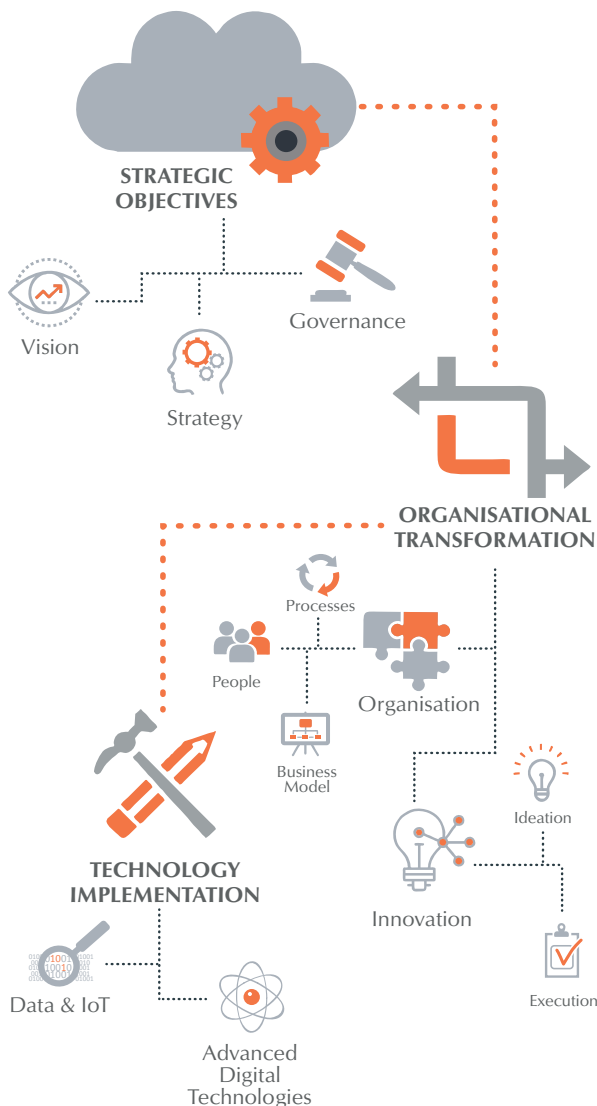 STRATEGIC
OBJECTIVES
Vision
Strategy
Governance
ORGANISATIONAL
TRANSFORMATION
Processes
People
Organisation
Business
Model
Ideation
Innovation
Execution
TECHNOLOGY
IMPLEMENTATION
Data & IoT
Advanced
Digital
Technologies